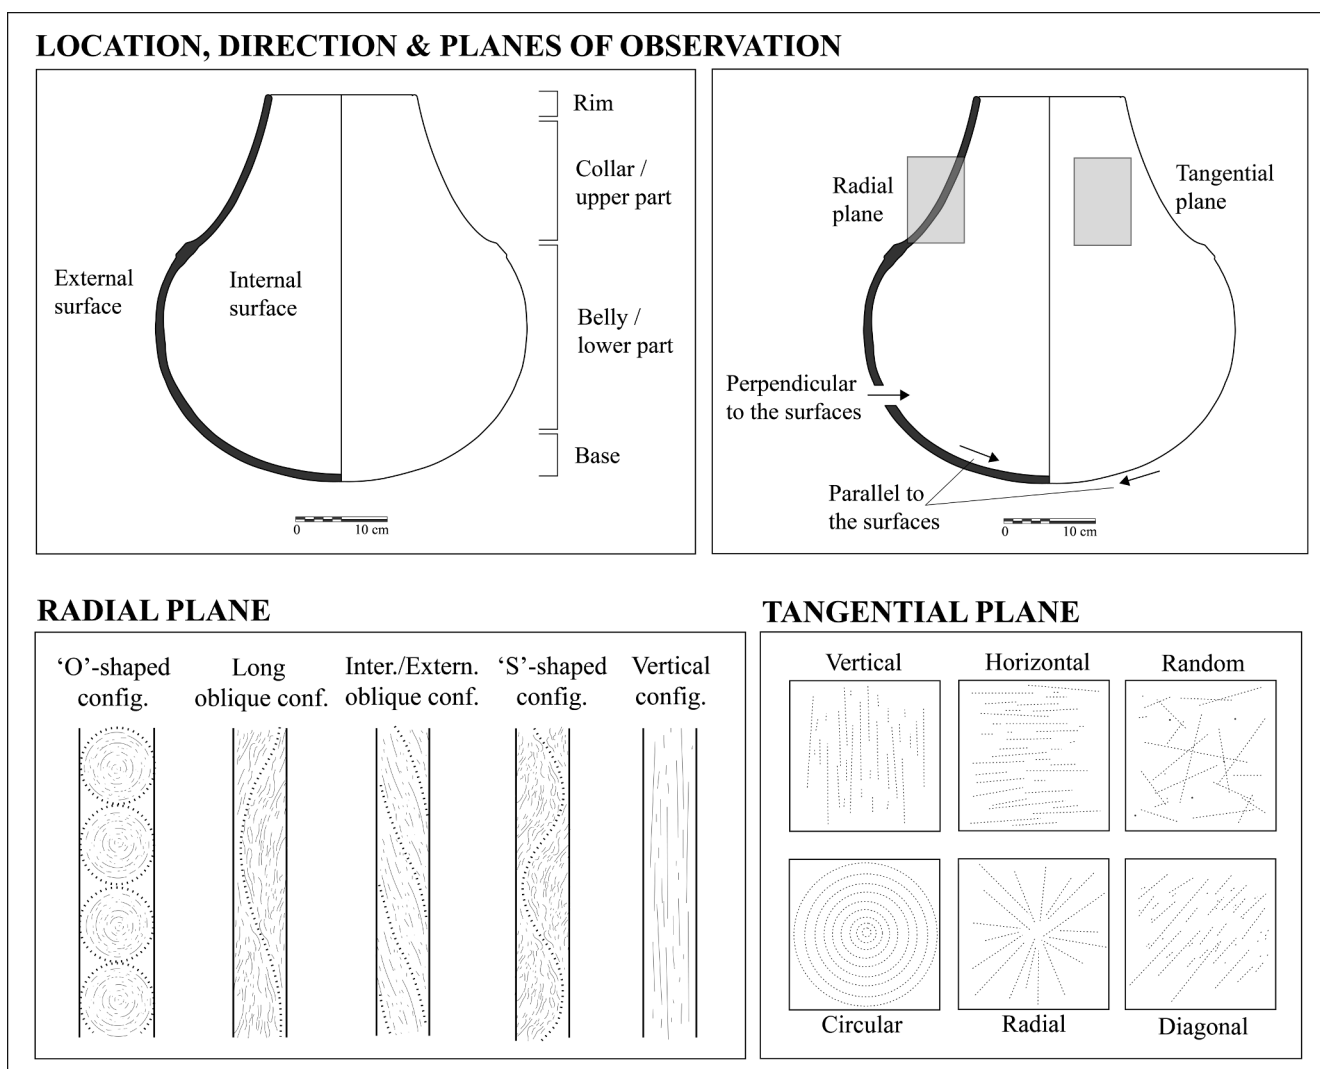 LOCATION, DIRECTION & PLANES OF OBSERVATION
Rim
Collar /
upper part
External
surface
Internal
surface
Belly /
lower part
Base
0 10 cm
Radial
plane
Tangential
plane
Perpendicular
to the surfaces
Parallel to
the surfaces
0 10 cm
RADIAL PLANE
‘O’-shaped
config.
Long
oblique conf.
Inter./Extern.
oblique conf.
‘S’-shaped
config.
Vertical
config.
TANGENTIAL PLANE
Vertical
Horizontal
Random
Circular
Radial
Diagonal